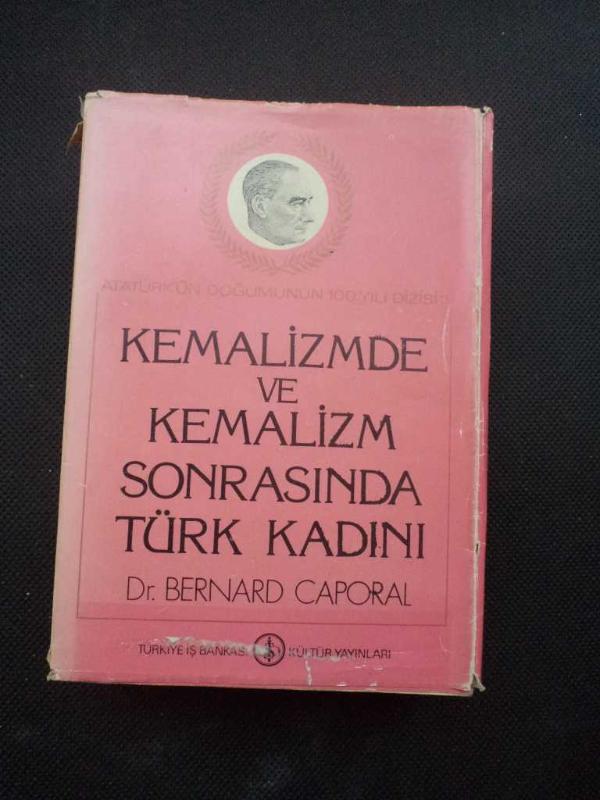 ATATÜRK'ÜN DOĞUMUNUN 100. YILI DİZİSİ:
KEMALİZMDE
VE
KEMALİZM
SONRASINDA
TÜRK KADINI
Dr. BERNARD CAPORAL
TÜRKİYE İŞ BANKASI KÜLTÜR YAYINLARI